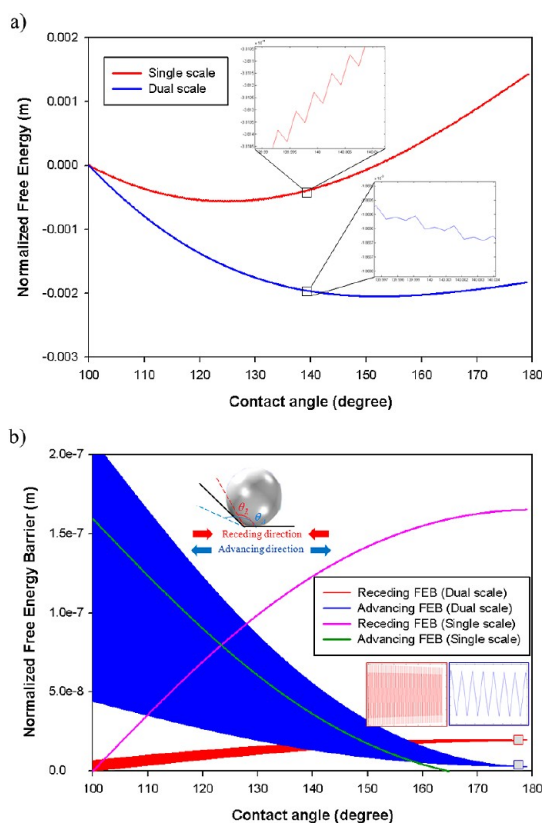 a)
0.002
0.001
0.000
-0.001
-0.002
-0.003
Normalized Free Energy (m)
Single scale
Dual scale
100 110 120 130 140 150 160 170 180
Contact angle (degree)
b)
2.0e-7
1.5e-7
1.0e-7
5.0e-8
0.0
Normalized Free Energy Barrier (m)
θ₁ θ
Receding direction
Advancing direction
Receding FEB (Dual scale)
Advancing FEB (Dual scale)
Receding FEB (Single scale)
Advancing FEB (Single scale)
100 110 120 130 140 150 160 170 180
Contact angle (degree)